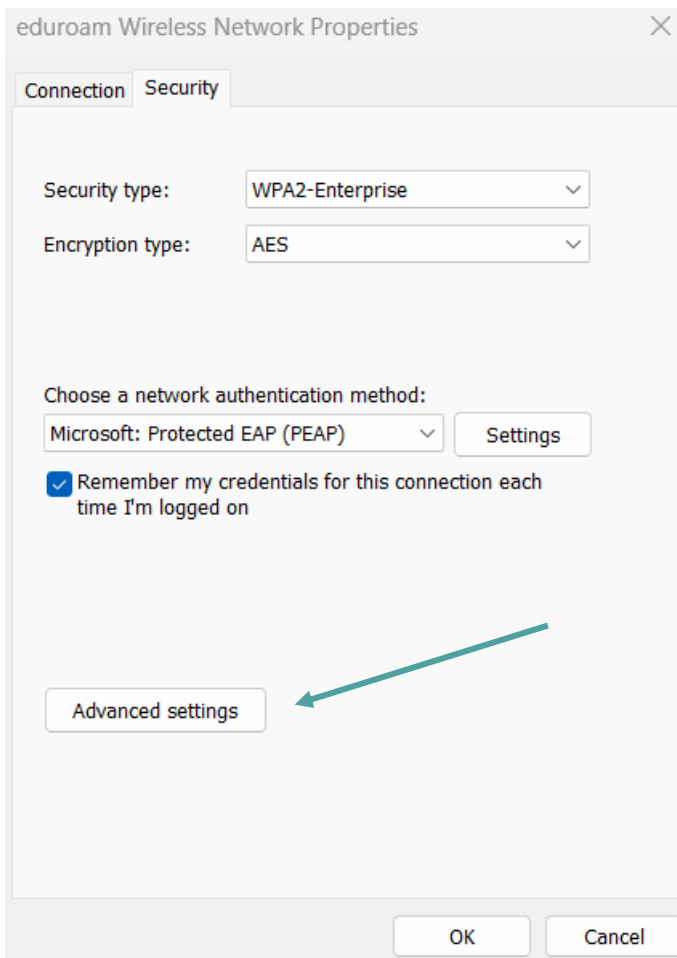 eduroam Wireless Network Properties
Connection Security
Security type: WPA2-Enterprise
Encryption type: AES
Choose a network authentication method:
Microsoft: Protected EAP (PEAP) Settings
Remember my credentials for this connection each
time I'm logged on
Advanced settings
OK Cancel